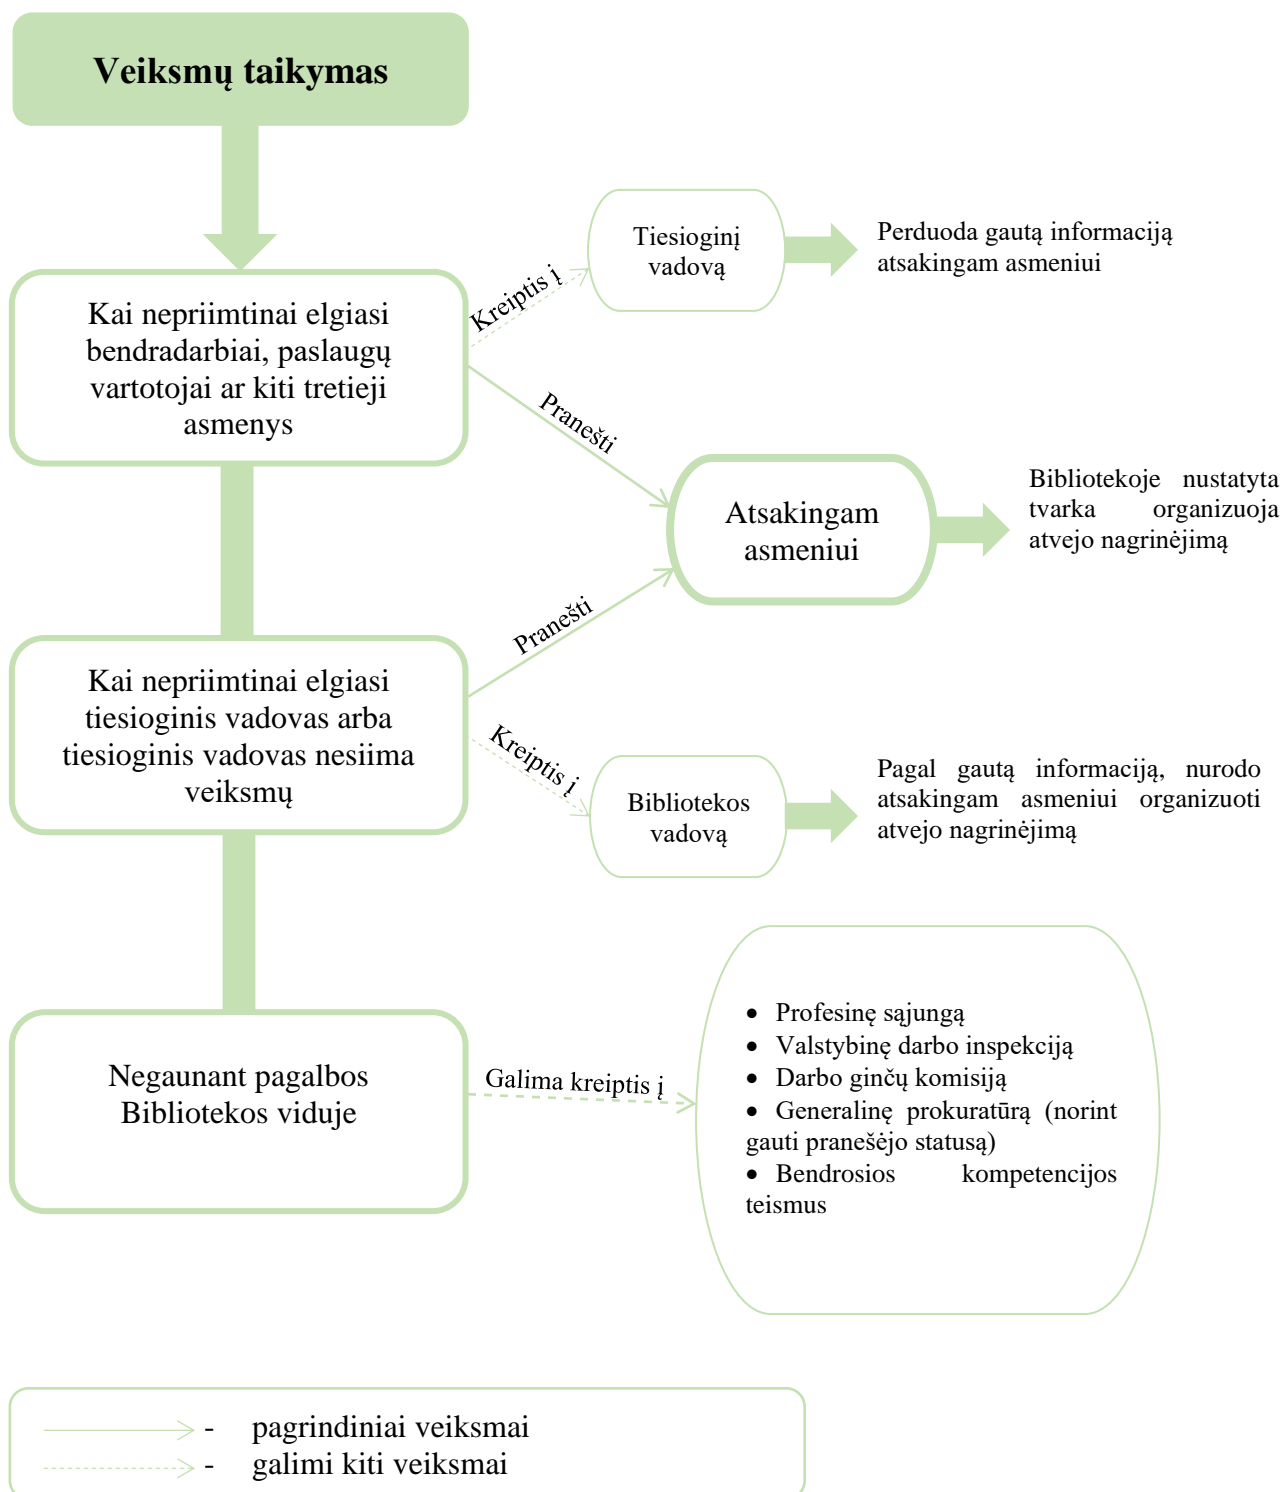 Veiksmų taikymas
Kai nepriimtinai elgiasi
bendradarbiai, paslaugų
vartotojai ar kiti tretieji
asmenys
Kreiptis į
Tiesioginį
vadovą
Perduoda gautą informaciją
atsakingam asmeniui
Pranešti
Atsakingam
asmeniui
Bibliotekoje nustatyta
tvarka organizuoja
atvejo nagrinėjimą
Pranešti
Kai nepriimtinai elgiasi
tiesioginis vadovas arba
tiesioginis vadovas nesiima
veiksmų
Kreiptis į
Bibliotekos
vadovą
Pagal gautą informaciją, nurodo
atsakingam asmeniui organizuoti
atvejo nagrinėjimą
Negaunant pagalbos
Bibliotekos viduje
Galima kreiptis į
• Profesinę sąjungą
• Valstybinę darbo inspekciją
• Darbo ginčų komisiją
• Generalinę prokuratūrą (norint
gauti pranešėjo statusą)
• Bendrosios kompetencijos
teismus
- pagrindiniai veiksmai
- galimi kiti veiksmai